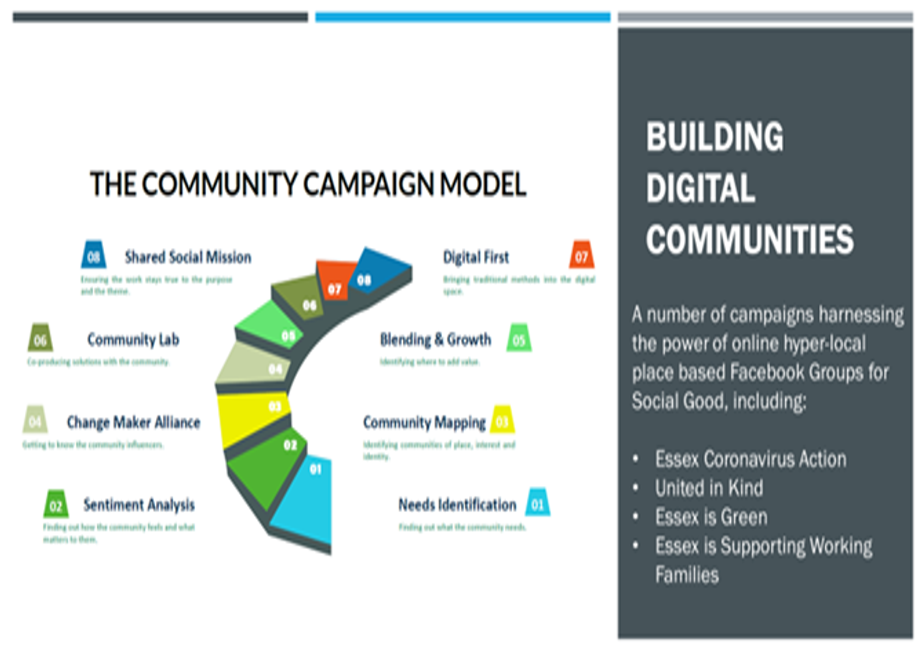 THE COMMUNITY CAMPAIGN MODEL
08 Shared Social Mission
Ensuring the work stays true to the purpose
and the theme.
Digital First 07
Bringing traditional methods into the digital
space.
06 Community Lab
Co-producing solutions with the community.
Blending & Growth 05
Identifying where to add value.
04 Change Maker Alliance
Getting to know the community influencers.
Community Mapping 03
Identifying communities of place, interest and
identity.
02 Sentiment Analysis
Finding out how the community feels and what
matters to them.
Needs Identification 01
Finding out what the community needs.
08
07
06
05
04
03
02
01
BUILDING
DIGITAL
COMMUNITIES
A number of campaigns harnessing
the power of online hyper-local
place based Facebook Groups for
Social Good, including:
• Essex Coronavirus Action
• United in Kind
• Essex is Green
• Essex is Supporting Working
Families